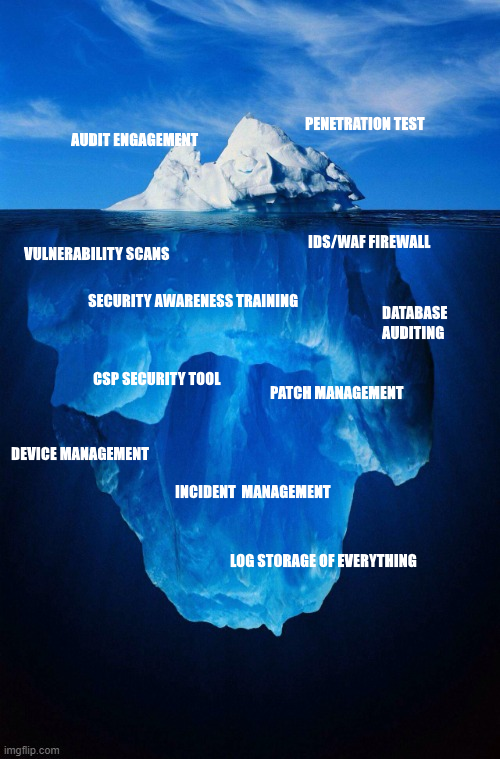 PENETRATION TEST
AUDIT ENGAGEMENT
IDS/WAF FIREWALL
VULNERABILITY SCANS
SECURITY AWARENESS TRAINING
DATABASE
AUDITING
CSP SECURITY TOOL
PATCH MANAGEMENT
DEVICE MANAGEMENT
INCIDENT MANAGEMENT
LOG STORAGE OF EVERYTHING
imgflip.com